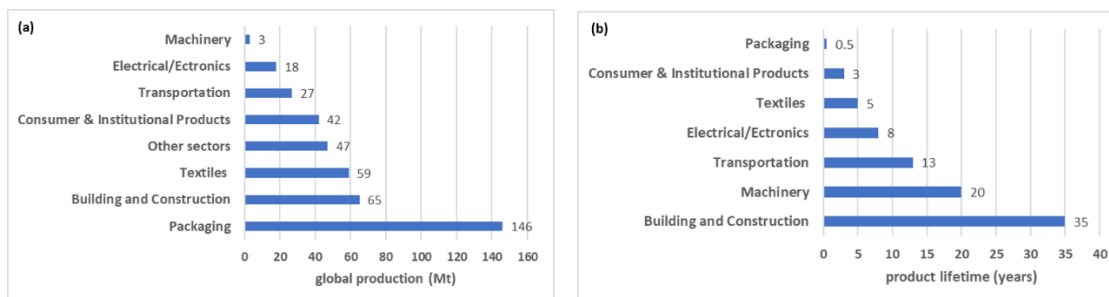 (a)
Machinery 3
Electrical/Ectronics 18
Transportation 27
Consumer & Institutional Products 42
Other sectors 47
Textiles 59
Building and Construction 65
Packaging 146
0 20 40 60 80 100 120 140 160
global production (Mt)
(b)
Packaging 0.5
Consumer & Institutional Products 3
Textiles 5
Electrical/Ectronics 8
Transportation 13
Machinery 20
Building and Construction 35
0 5 10 15 20 25 30 35 40
product lifetime (years)